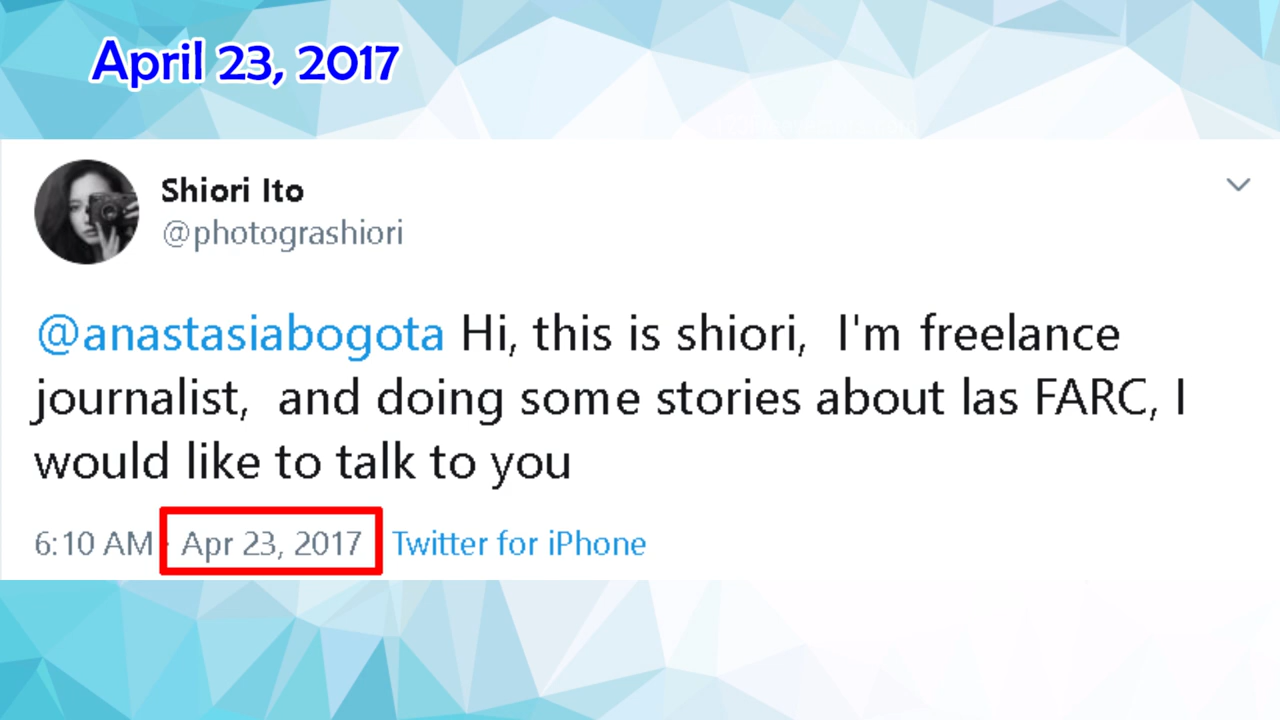 April 23, 2017
Shiori Ito
@photograshiori
@anastasiabogota Hi, this is shiori,  I'm freelance
journalist,  and doing some stories about las FARC, I
would like to talk to you
6:10 AM · Apr 23, 2017 Twitter for iPhone